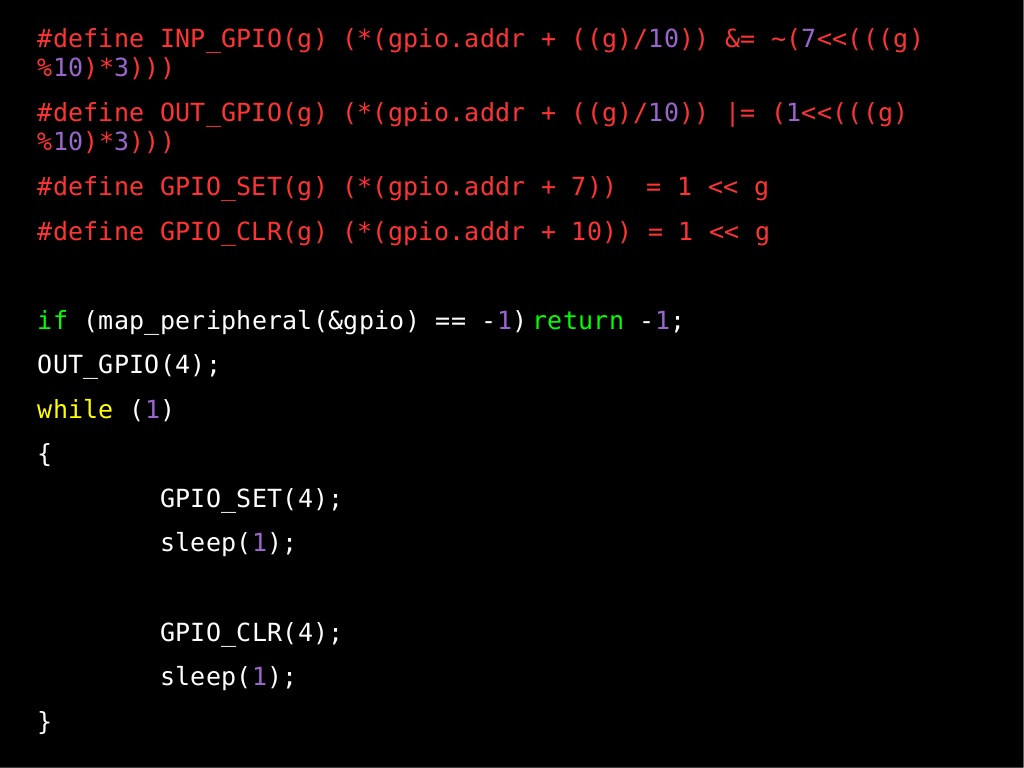 #define INP_GPIO(g) (*(gpio.addr + ((g)/10)) &= ~(7<<(((g)
%10)*3)))
#define OUT_GPIO(g) (*(gpio.addr + ((g)/10)) |= (1<<(((g)
%10)*3)))
#define GPIO_SET(g) (*(gpio.addr + 7))  = 1 << g
#define GPIO_CLR(g) (*(gpio.addr + 10)) = 1 << g
if (map_peripheral(&gpio) == -1) return -1;
OUT_GPIO(4);
while (1)
{
        GPIO_SET(4);
        sleep(1);
        GPIO_CLR(4);
        sleep(1);
}